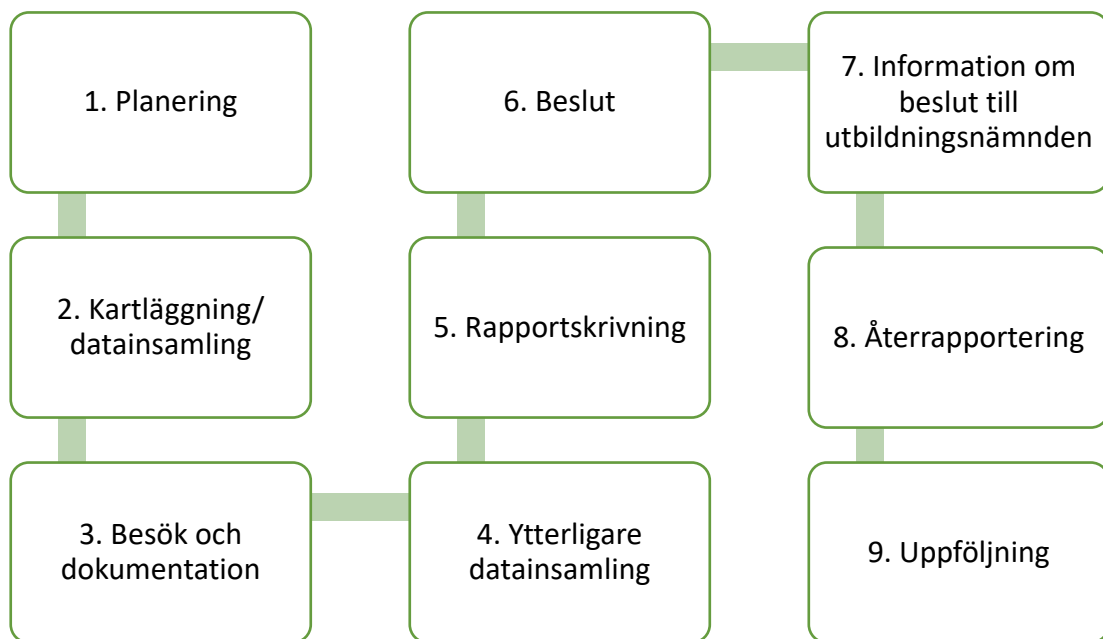 1. Planering
2. Kartläggning/
datainsamling
3. Besök och
dokumentation
4. Ytterligare
datainsamling
5. Rapportskrivning
6. Beslut
7. Information om
beslut till
utbildningsnämnden
8. Återrapportering
9. Uppföljning